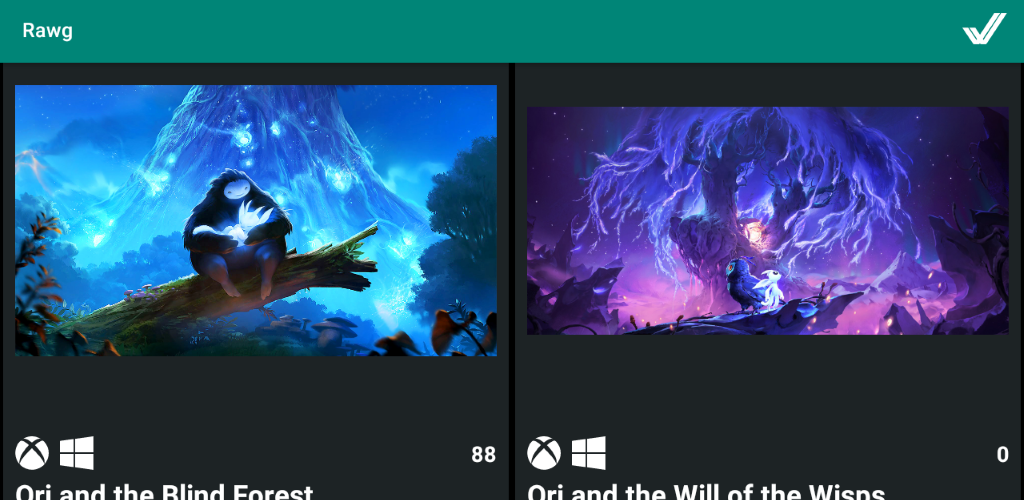 Rawg
88
0
Ori and the Blind Forest
Ori and the Will of the Wisps